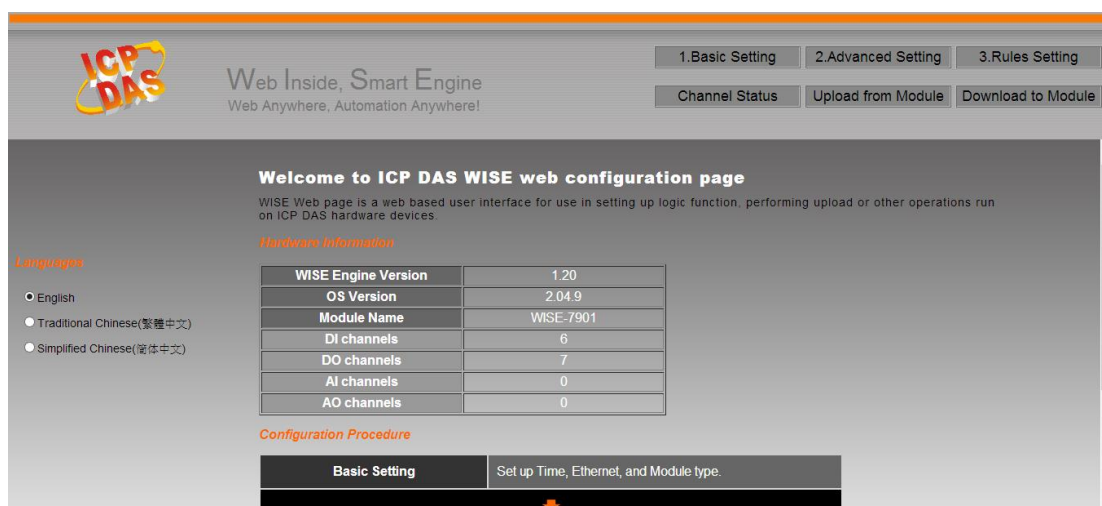 ICP
DAS
Web Inside, Smart Engine
Web Anywhere, Automation Anywhere!
1.Basic Setting
2.Advanced Setting
3.Rules Setting
Channel Status
Upload from Module
Download to Module
Welcome to ICP DAS WISE web configuration page
WISE Web page is a web based user interface for use in setting up logic function, performing upload or other operations run
on ICP DAS hardware devices.
Hardware Information
Languages
English
Traditional Chinese(繁體中文)
Simplified Chinese(简体中文)
WISE Engine Version 1.20
OS Version 2.04.9
Module Name WISE-7901
DI channels 6
DO channels 7
AI channels 0
AO channels 0
Configuration Procedure
Basic Setting Set up Time, Ethernet, and Module type.